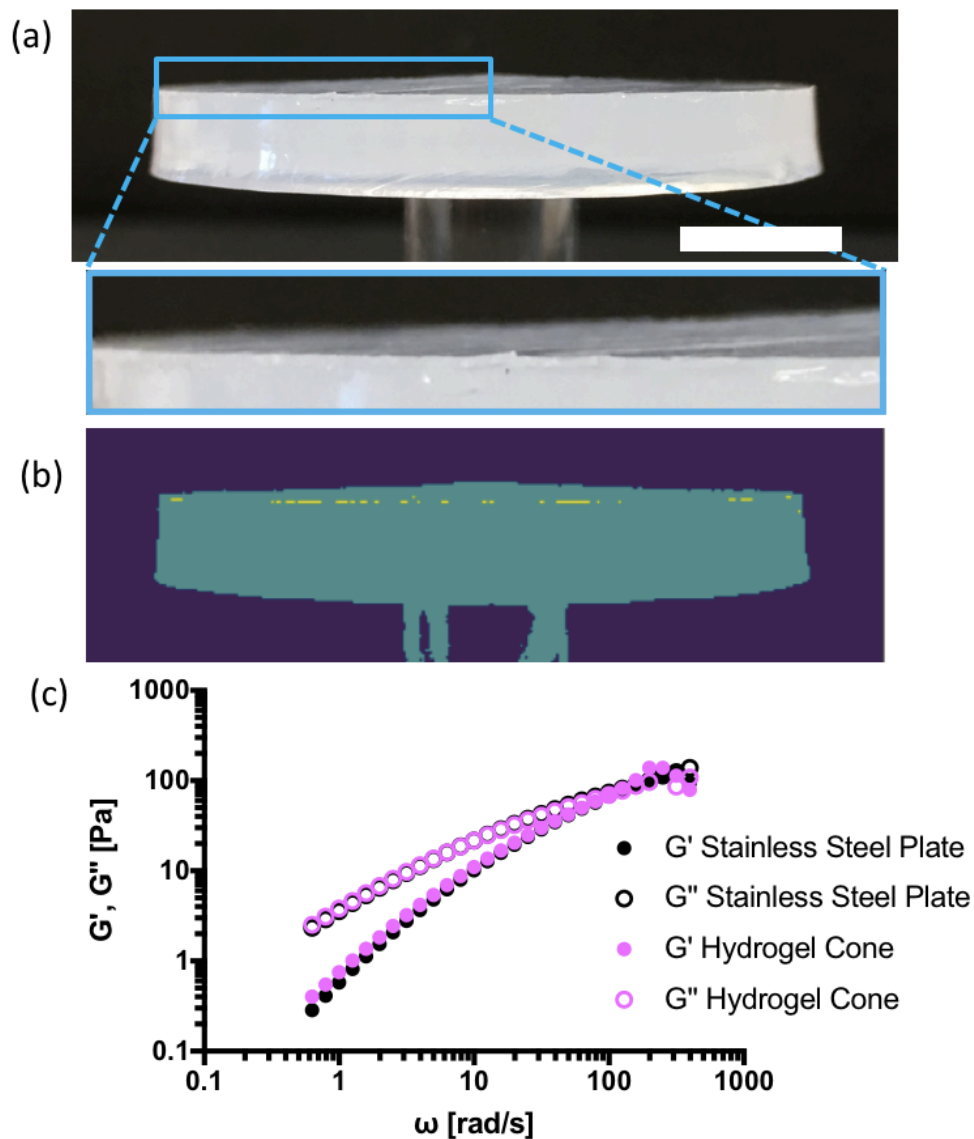 (a)
(b)
(c)
1000
100
10
1
0.1
G', G'' [Pa]
0.1
1
10
100
1000
ω [rad/s]
G' Stainless Steel Plate
G" Stainless Steel Plate
G' Hydrogel Cone
G" Hydrogel Cone